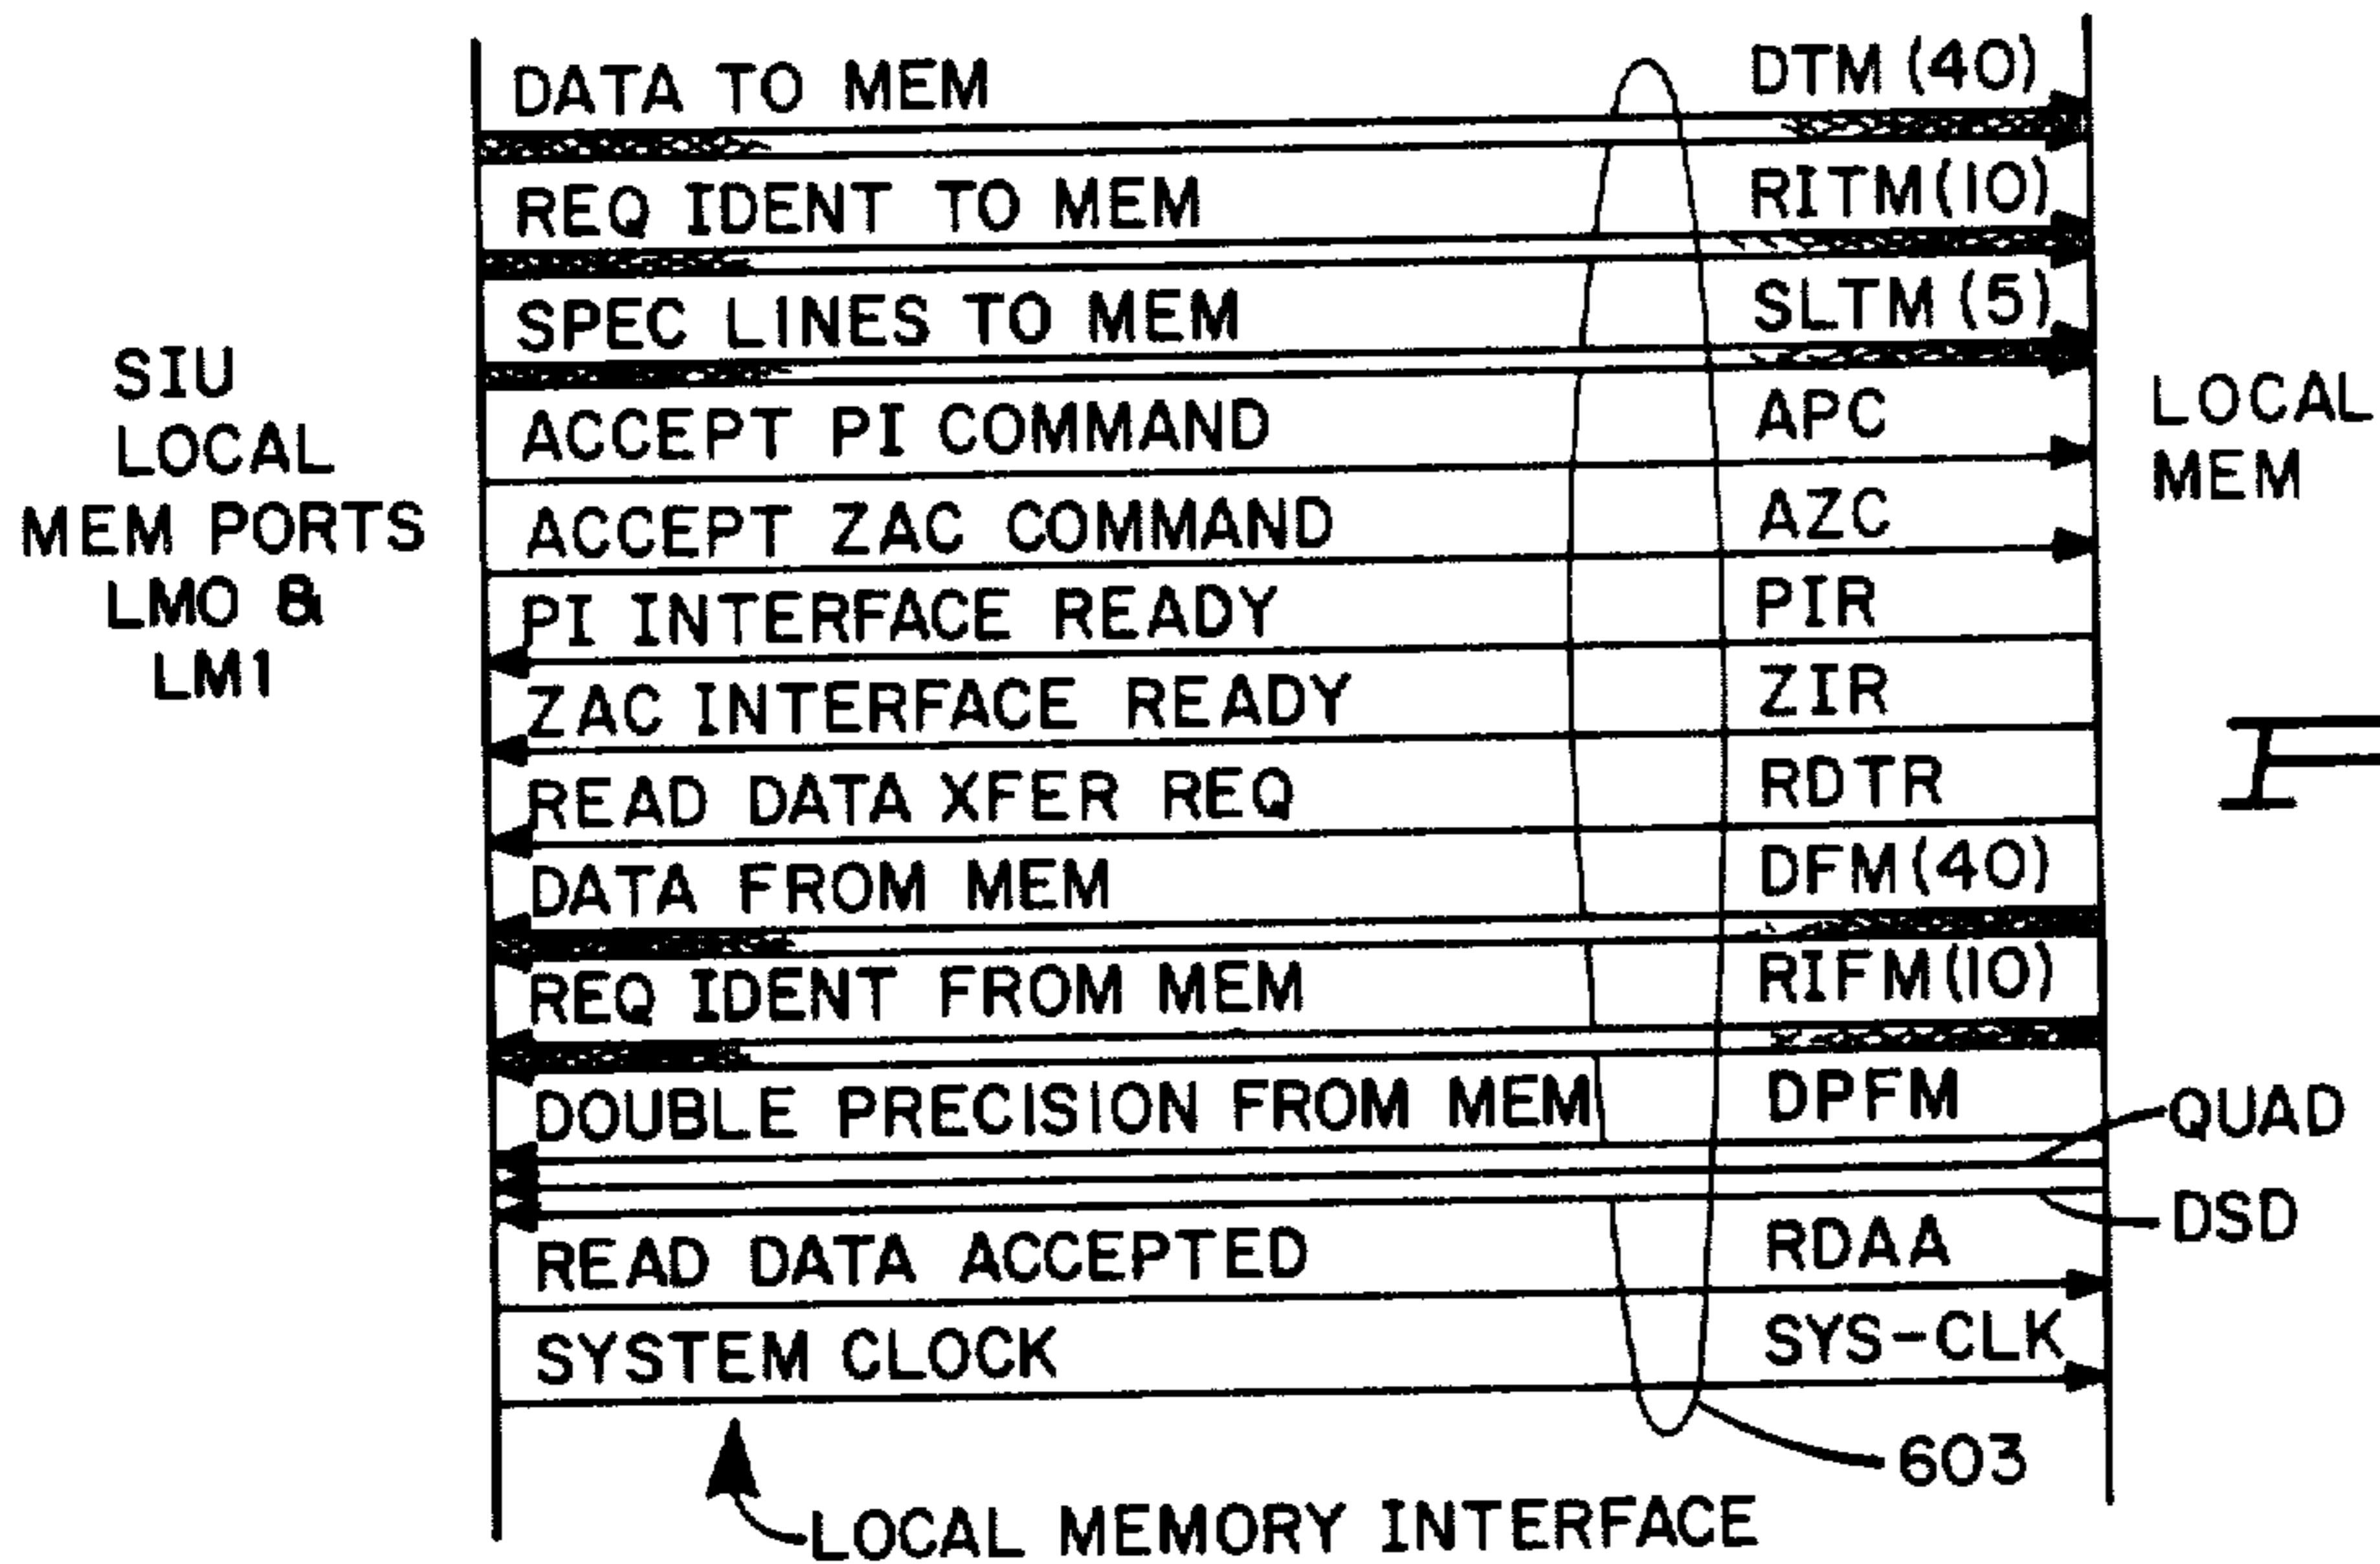 DATA TO MEM DTM (40)
REQ IDENT TO MEM RITM(10)
SPEC LINES TO MEM SLTM (5)
ACCEPT PI COMMAND APC
ACCEPT ZAC COMMAND AZC
PI INTERFACE READY PIR
ZAC INTERFACE READY ZIR
READ DATA XFER REQ RDTR
DATA FROM MEM DFM(40)
REQ IDENT FROM MEM RIFM(10)
DOUBLE PRECISION FROM MEM DPFM
QUAD
DSD
READ DATA ACCEPTED RDAA
SYSTEM CLOCK SYS-CLK
603
LOCAL MEMORY INTERFACE
SIU
LOCAL
MEM PORTS
LM0 &
LM1
LOCAL
MEM